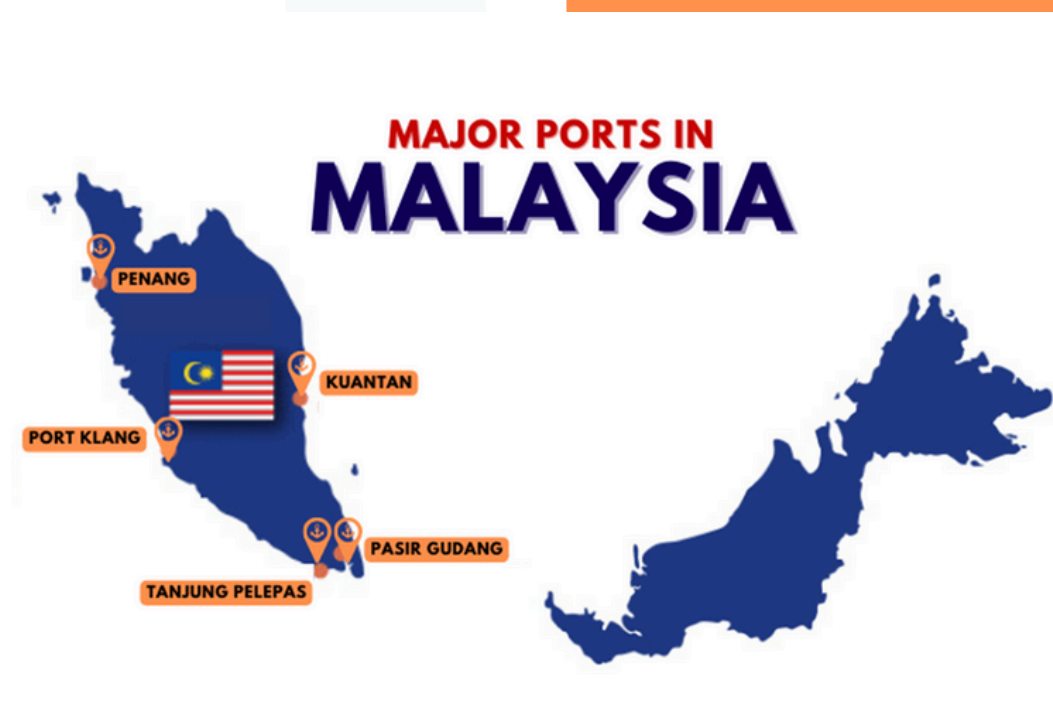 MAJOR PORTS IN
MALAYSIA
PENANG
KUANTAN
PORT KLANG
PASIR GUDANG
TANJUNG PELEPAS